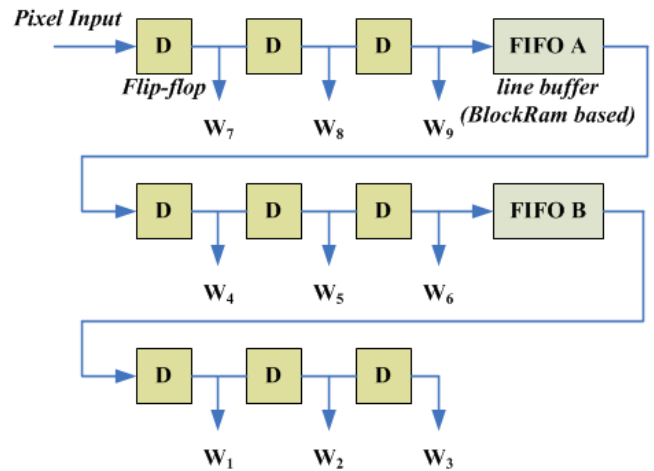 Pixel Input
D D D FIFO A
Flip-flop
line buffer
(BlockRam based)
W7 W8 W9
D D D FIFO B
W4 W5 W6
D D D
W1 W2 W3